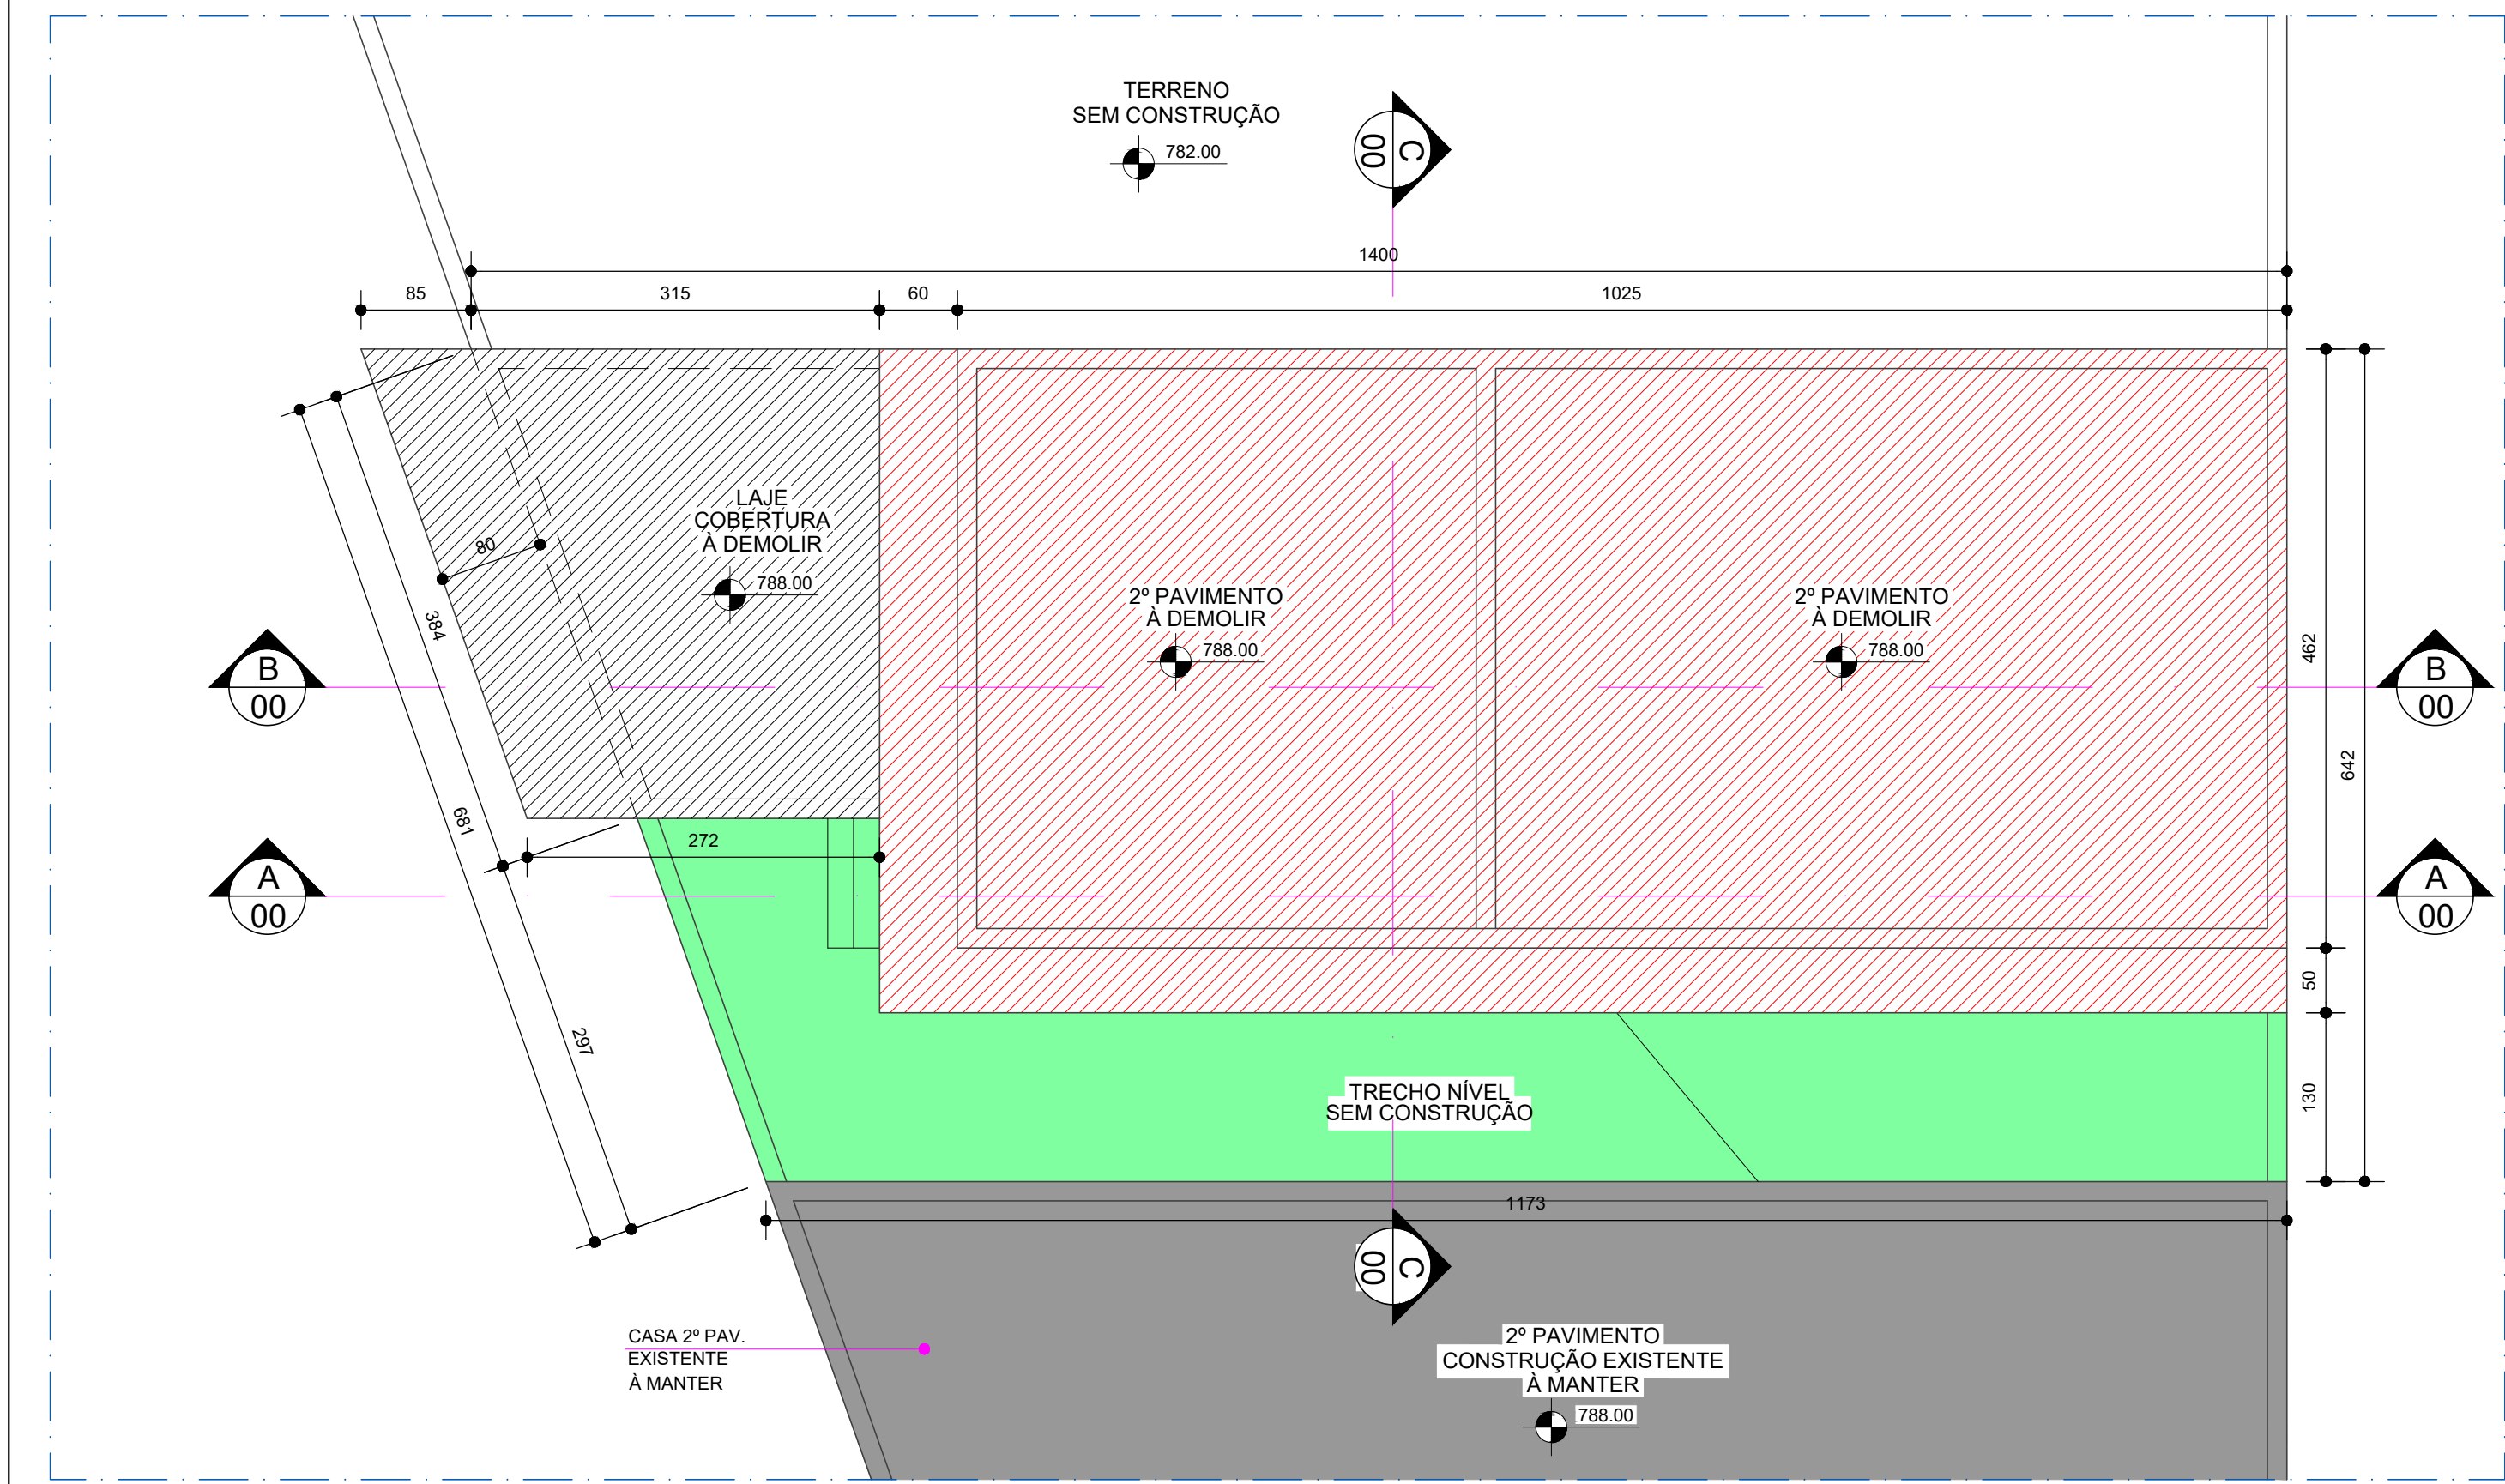 TERRENO
SEM CONSTRUÇÃO
782.00
C
00
1400
85
315
60
1025
LAJE
COBERTURA
À DEMOLIR
788.00
80
384
2º PAVIMENTO
À DEMOLIR
788.00
2º PAVIMENTO
À DEMOLIR
788.00
462
B
00
B
00
642
681
272
A
00
A
00
50
297
130
TRECHO NÍVEL
SEM CONSTRUÇÃO
1173
C
00
CASA 2º PAV.
EXISTENTE
À MANTER
2º PAVIMENTO
CONSTRUÇÃO EXISTENTE
À MANTER
788.00